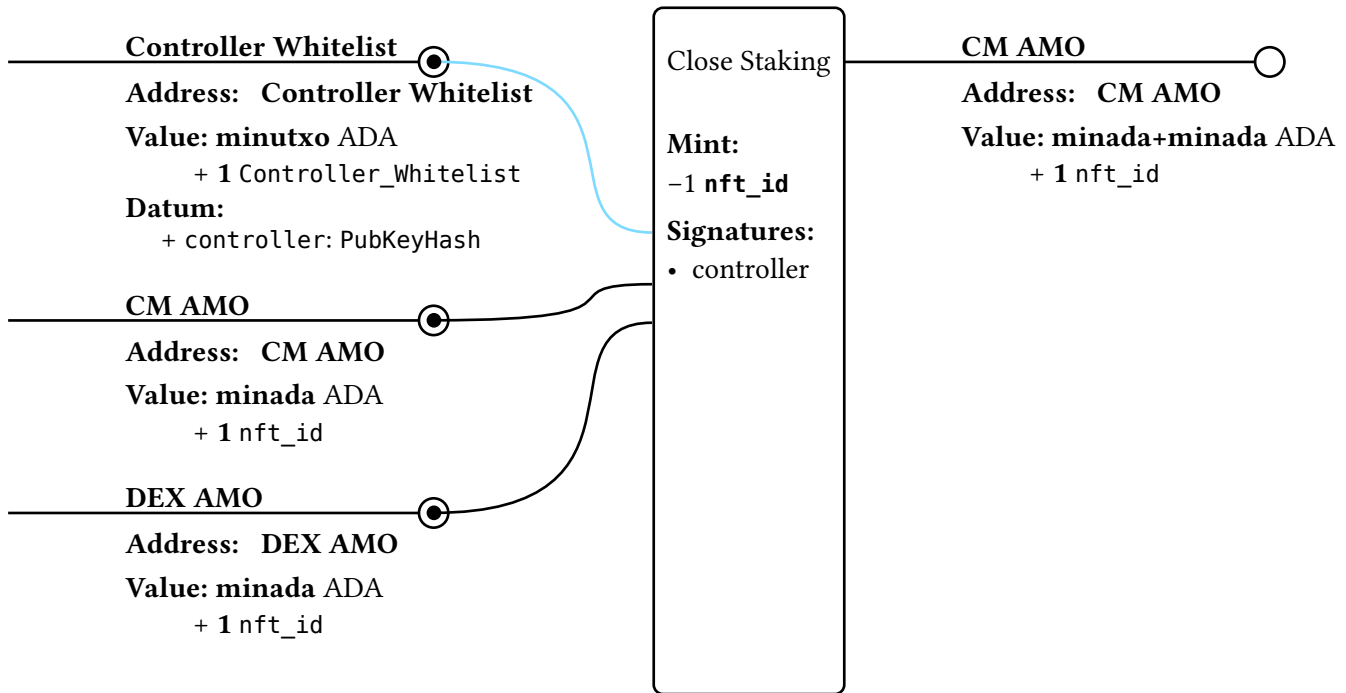 Controller Whitelist
Address: Controller Whitelist
Value: minutxo ADA
+ 1 Controller_Whitelist
Datum:
+ controller: PubKeyHash
CM AMO
Address: CM AMO
Value: minada ADA
+ 1 nft_id
DEX AMO
Address: DEX AMO
Value: minada ADA
+ 1 nft_id
Close Staking
Mint:
−1 nft_id
Signatures:
• controller
CM AMO
Address: CM AMO
Value: minada+minada ADA
+ 1 nft_id